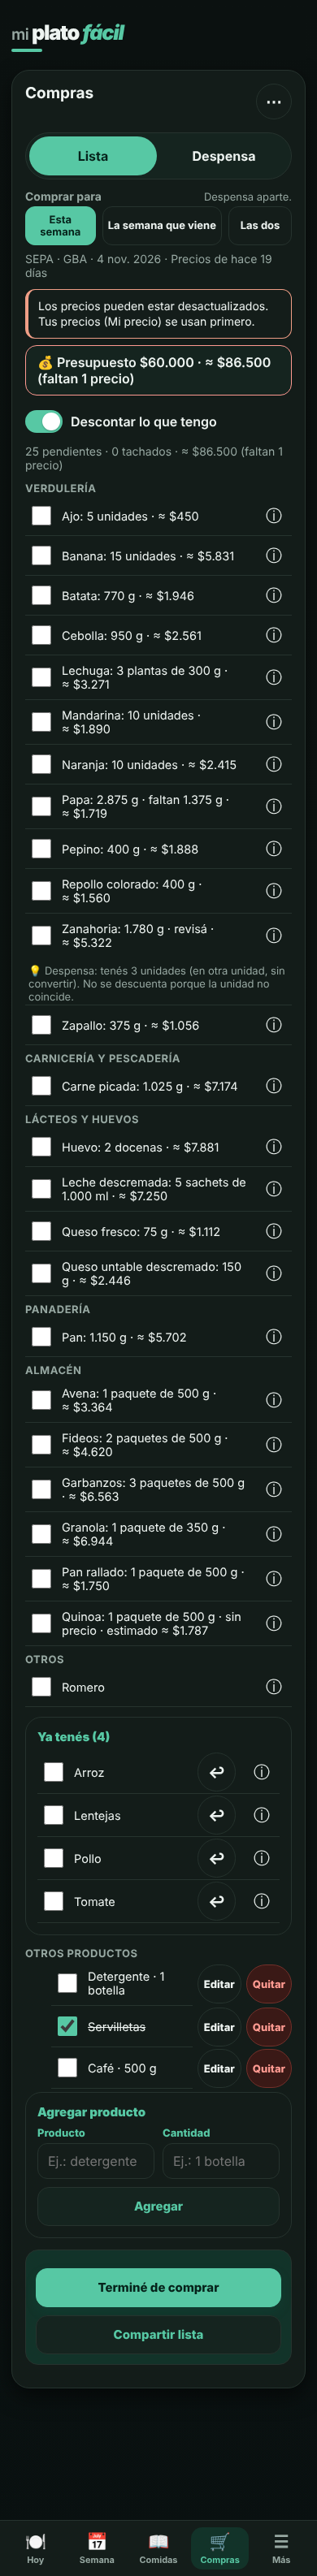 mi plato fácil
Compras
Lista
Despensa
Comprar para
Despensa aparte.
Esta
semana
La semana que viene
Las dos
SEPA · GBA · 4 nov. 2026 · Precios de hace 19
días
Los precios pueden estar desactualizados.
Tus precios (Mi precio) se usan primero.
💰 Presupuesto $60.000 · ≈ $86.500
(faltan 1 precio)
Descontar lo que tengo
25 pendientes · 0 tachados · ≈ $86.500 (faltan 1
precio)
VERDULERÍA
Ajo: 5 unidades · ≈ $450
Banana: 15 unidades · ≈ $5.831
Batata: 770 g · ≈ $1.946
Cebolla: 950 g · ≈ $2.561
Lechuga: 3 plantas de 300 g ·
≈ $3.271
Mandarina: 10 unidades ·
≈ $1.890
Naranja: 10 unidades · ≈ $2.415
Papa: 2.875 g · faltan 1.375 g ·
≈ $1.719
Pepino: 400 g · ≈ $1.888
Repollo colorado: 400 g ·
≈ $1.560
Zanahoria: 1.780 g · revisá ·
≈ $5.322
💡 Despensa: tenés 3 unidades (en otra unidad, sin
convertir). No se descuenta porque la unidad no
coincide.
Zapallo: 375 g · ≈ $1.056
CARNICERÍA Y PESCADERÍA
Carne picada: 1.025 g · ≈ $7.174
LÁCTEOS Y HUEVOS
Huevo: 2 docenas · ≈ $7.881
Leche descremada: 5 sachets de
1.000 ml · ≈ $7.250
Queso fresco: 75 g · ≈ $1.112
Queso untable descremado: 150
g · ≈ $2.446
PANADERÍA
Pan: 1.150 g · ≈ $5.702
ALMACÉN
Avena: 1 paquete de 500 g ·
≈ $3.364
Fideos: 2 paquetes de 500 g ·
≈ $4.620
Garbanzos: 3 paquetes de 500 g
· ≈ $6.563
Granola: 1 paquete de 350 g ·
≈ $6.944
Pan rallado: 1 paquete de 500 g ·
≈ $1.750
Quinoa: 1 paquete de 500 g · sin
precio · estimado ≈ $1.787
OTROS
Romero
Ya tenés (4)
Arroz
Lentejas
Pollo
Tomate
OTROS PRODUCTOS
Detergente · 1
botella
Editar
Quitar
Servilletas
Editar
Quitar
Café · 500 g
Editar
Quitar
Agregar producto
Producto
Cantidad
Ej.: detergente
Ej.: 1 botella
Agregar
Terminé de comprar
Compartir lista
Hoy
Semana
Comidas
Compras
Más